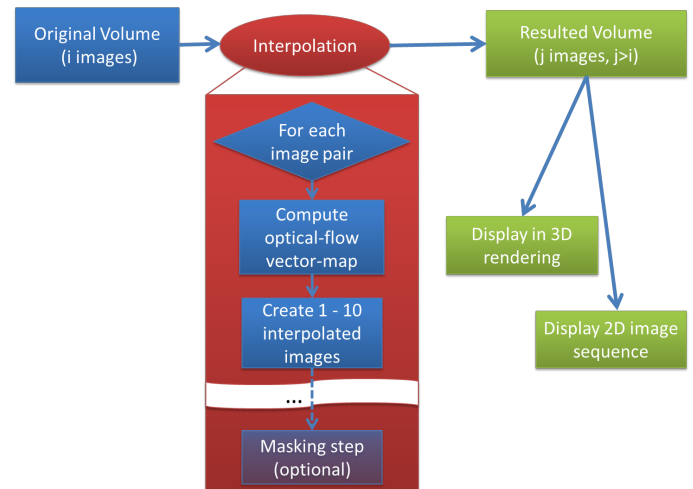 Original Volume
(i images)
Interpolation
Resulted Volume
(j images, j>i)
For each
image pair
Compute
optical-flow
vector-map
Create 1 - 10
interpolated
images
...
Masking step
(optional)
Display in 3D
rendering
Display 2D image
sequence